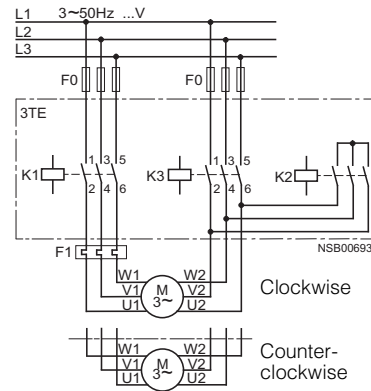 L1 3~50Hz ...V
L2
L3
F0 F0
3TE
K1 1 3 5 K3 1 3 5 K2
2 4 6 2 4 6
NSB00693
F1
W1 W2
V1 M V2
U1 3~ U2
Clockwise
W1 W2
V1 M V2
U1 3~ U2
Counter-
clockwise